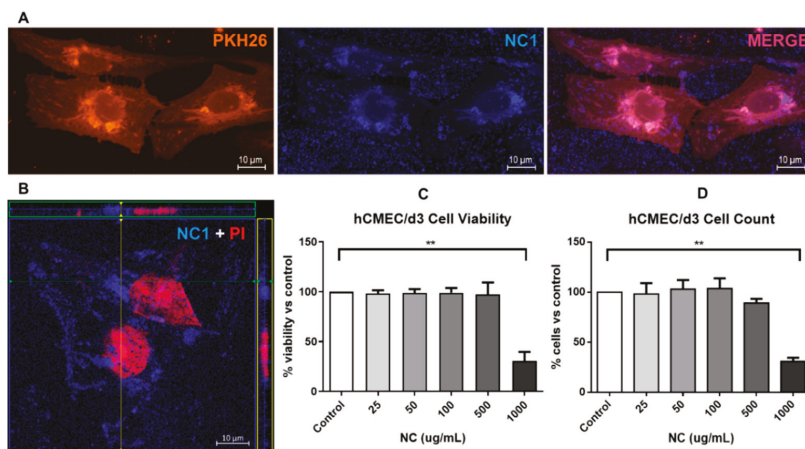 A
PKH26
NC1
MERGE
10 µm
10 µm
10 µm
B
NC1 + PI
10 µm
C
hCMEC/d3 Cell Viability
% viability vs control
150
100
50
0
**
Control
25
50
100
500
1000
NC (ug/mL)
D
hCMEC/d3 Cell Count
% cells vs control
150
100
50
0
**
Control
25
50
100
500
1000
NC (ug/mL)